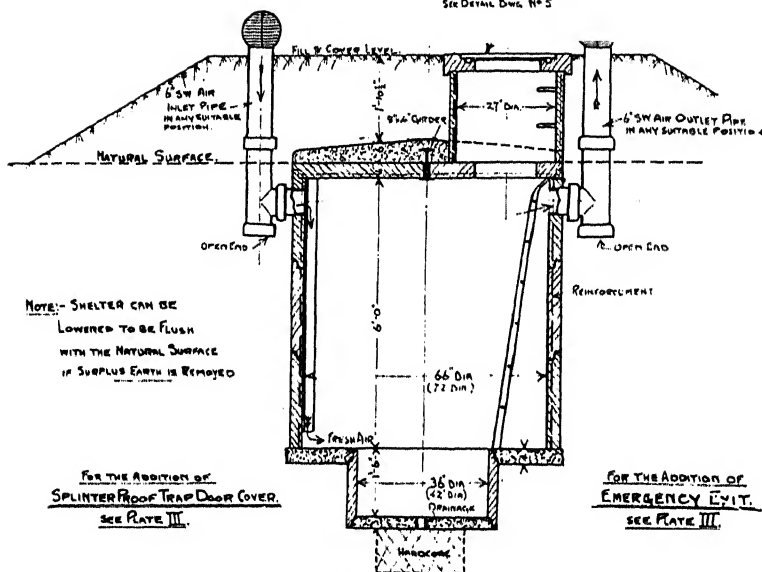 SEE DETAIL DWG Nº 5
FILL & COVER LEVEL.
6" SW AIR
INLET PIPE
IN ANY SUITABLE
POSITION.
1'-10½"
27" DIA.
GIRDER
6" SW AIR OUTLET PIPE
IN ANY SUITABLE POSITION
NATURAL SURFACE.
OPEN END
OPEN END
REINFORCEMENT
NOTE:- SHELTER CAN BE
LOWERED TO BE FLUSH
WITH THE NATURAL SURFACE
IF SURPLUS EARTH IS REMOVED
6'-0"
66" DIA
(72 DIA)
FRESH AIR
1'-6"
36" DIA
(42" DIA)
DRAINAGE
HARDCORE
FOR THE ADDITION OF
SPLINTER PROOF TRAP DOOR COVER.
SEE PLATE III.
FOR THE ADDITION OF
EMERGENCY EXIT.
SEE PLATE III.